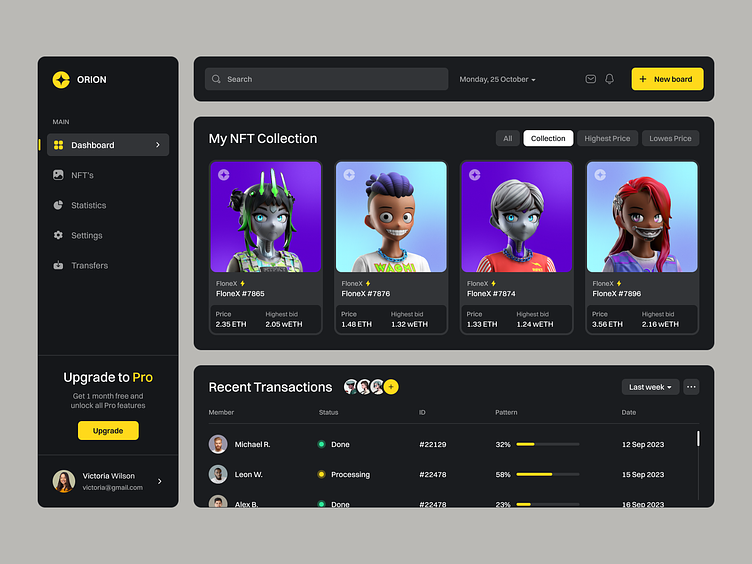 ORION
MAIN
Dashboard
NFT's
Statistics
Settings
Transfers
Upgrade to Pro
Get 1 month free and
unlock all Pro features
Upgrade
Victoria Wilson
victoria@gmail.com
Search
Monday, 25 October
+ New board
My NFT Collection
All
Collection
Highest Price
Lowes Price
FloneX
FloneX #7865
Price Highest bid
2.35 ETH 2.05 wETH
FloneX
FloneX #7876
Price Highest bid
1.48 ETH 1.32 wETH
FloneX
FloneX #7874
Price Highest bid
1.33 ETH 1.24 wETH
FloneX
FloneX #7896
Price Highest bid
3.56 ETH 2.16 wETH
Recent Transactions
+
Last week
Member Status ID Pattern Date
Michael R. Done #22129 32% 12 Sep 2023
Leon W. Processing #22478 58% 15 Sep 2023
Alex B. Done #22478 23% 16 Sep 2023